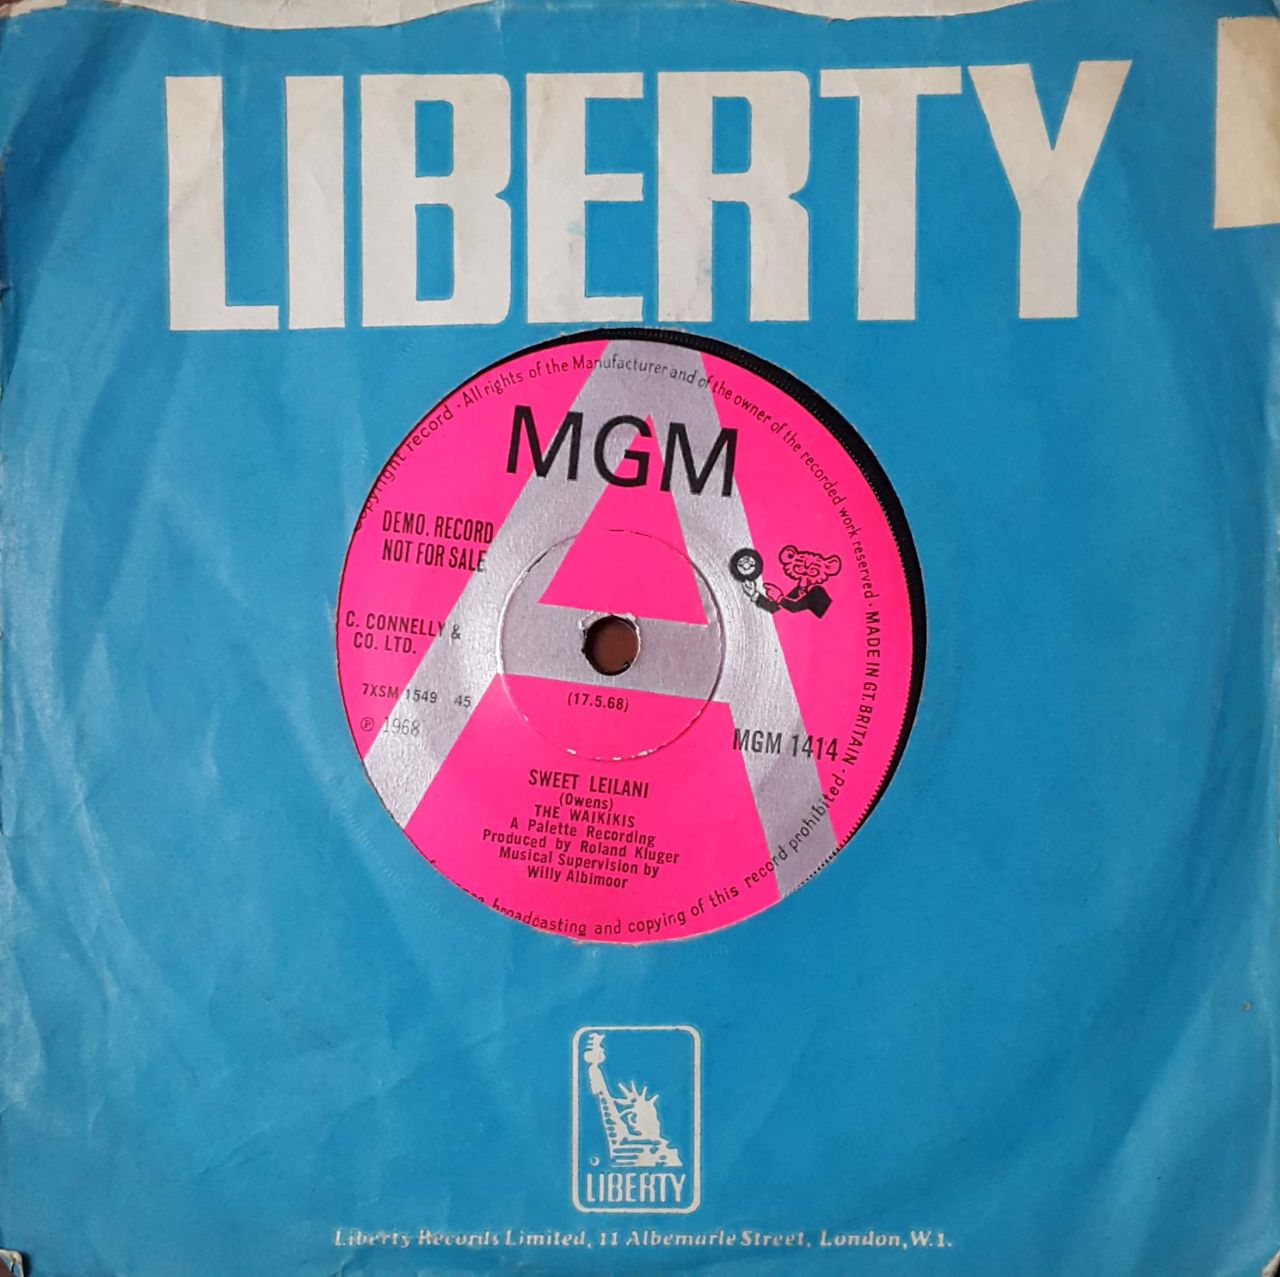 LIBERTY
Copyright record · All rights of the Manufacturer and of the owner of the recorded work reserved · MADE IN GT. BRITAIN ·
MGM
DEMO. RECORD
NOT FOR SALE
C. CONNELLY &
CO. LTD.
7XSM 1549 45
℗ 1968
(17.5.68)
MGM 1414
SWEET LEILANI
(Owens)
THE WAIKIKIS
A Palette Recording
Produced by Roland Kluger
Musical Supervision by
Willy Albimoor
broadcasting and copying of this record prohibited.
LIBERTY
Liberty Records Limited, 11 Albemarle Street, London, W.1.